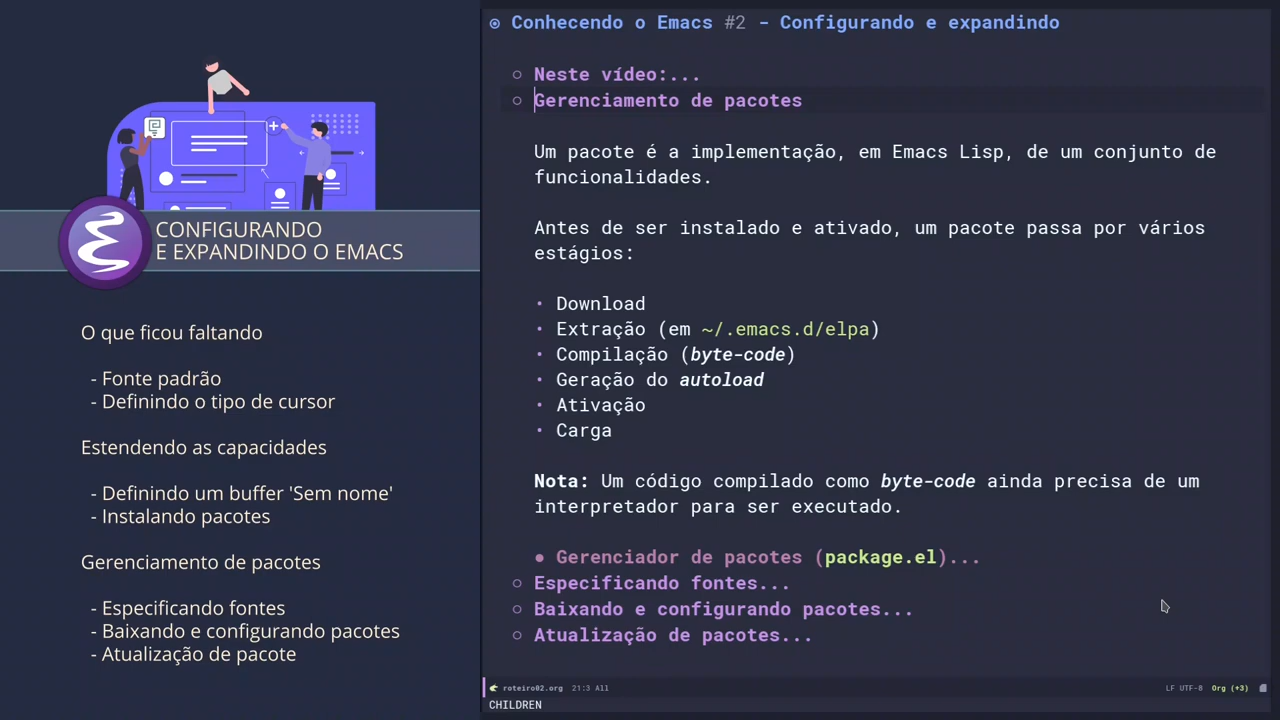 CONFIGURANDO
E EXPANDINDO O EMACS
O que ficou faltando
- Fonte padrão
- Definindo o tipo de cursor
Estendendo as capacidades
- Definindo um buffer 'Sem nome'
- Instalando pacotes
Gerenciamento de pacotes
- Especificando fontes
- Baixando e configurando pacotes
- Atualização de pacote
Conhecendo o Emacs #2 - Configurando e expandindo
Neste vídeo:...
Gerenciamento de pacotes
Um pacote é a implementação, em Emacs Lisp, de um conjunto de
funcionalidades.
Antes de ser instalado e ativado, um pacote passa por vários
estágios:
• Download
• Extração (em ~/.emacs.d/elpa)
• Compilação (byte-code)
• Geração do autoload
• Ativação
• Carga
Nota: Um código compilado como byte-code ainda precisa de um
interpretador para ser executado.
Gerenciador de pacotes (package.el)...
Especificando fontes...
Baixando e configurando pacotes...
Atualização de pacotes...
roteiro02.org 21:3 All LF UTF-8 Org (+3)
CHILDREN